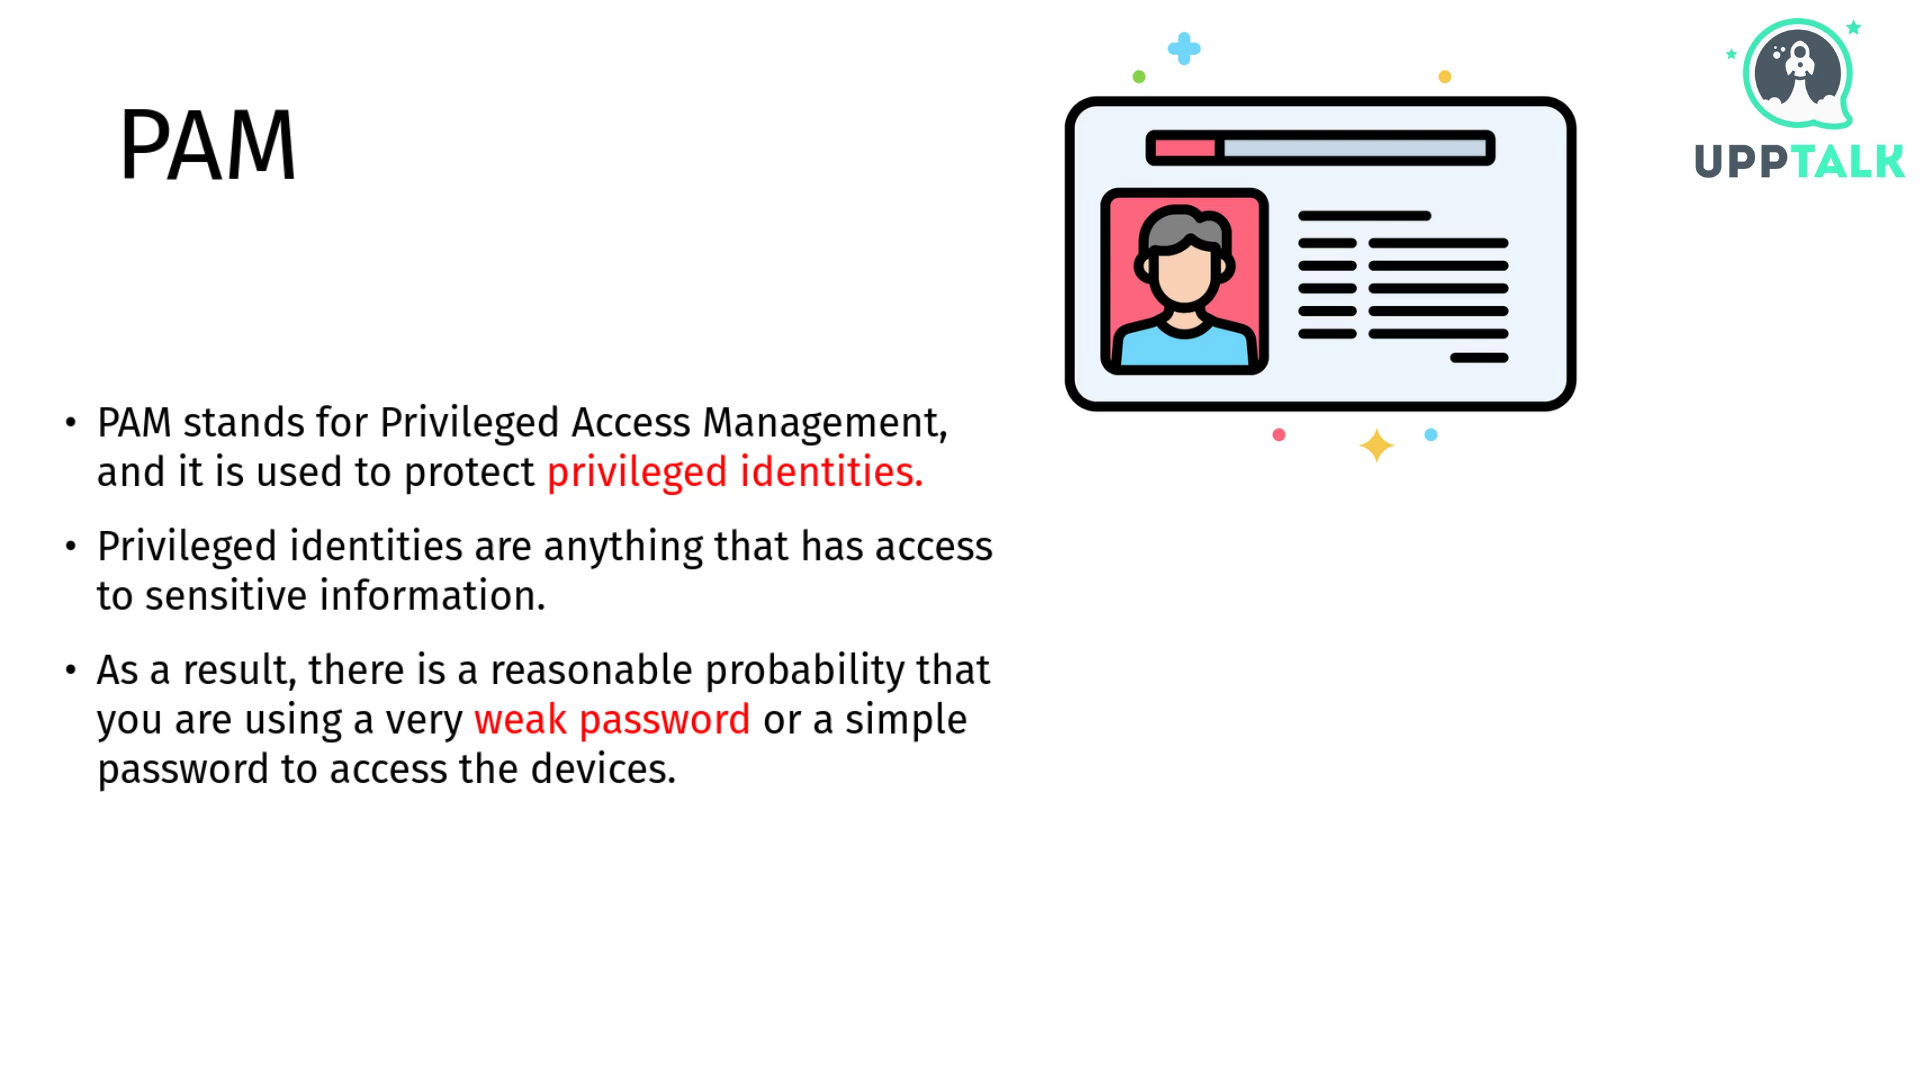 PAM
UPPTALK
• PAM stands for Privileged Access Management,
and it is used to protect privileged identities.
• Privileged identities are anything that has access
to sensitive information.
• As a result, there is a reasonable probability that
you are using a very weak password or a simple
password to access the devices.